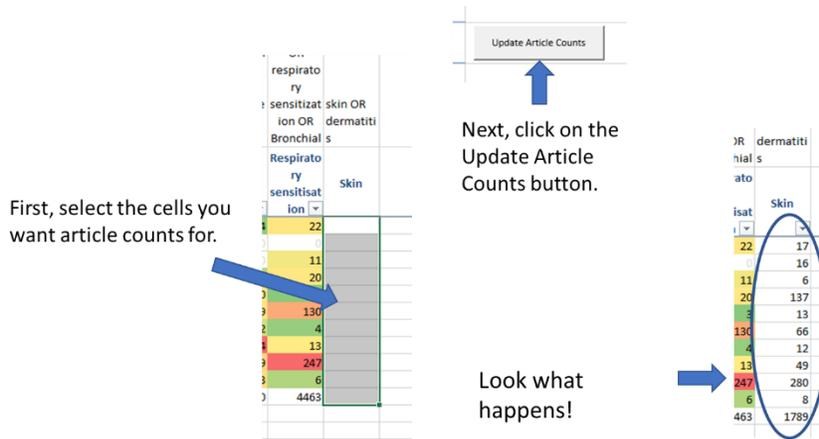 respirato
ry
sensitizat
ion OR
Bronchial
skin OR
dermatiti
s
Respirato
ry
sensitisat
ion
Skin
22
0
11
20
130
4
13
247
6
4463
First, select the cells you
want article counts for.
Update Article Counts
Next, click on the
Update Article
Counts button.
Look what
happens!
OR
hial
dermatiti
s
rato
isat
Skin
22 17
0 16
11 6
20 137
3 13
130 66
4 12
13 49
247 280
6 8
463 1789